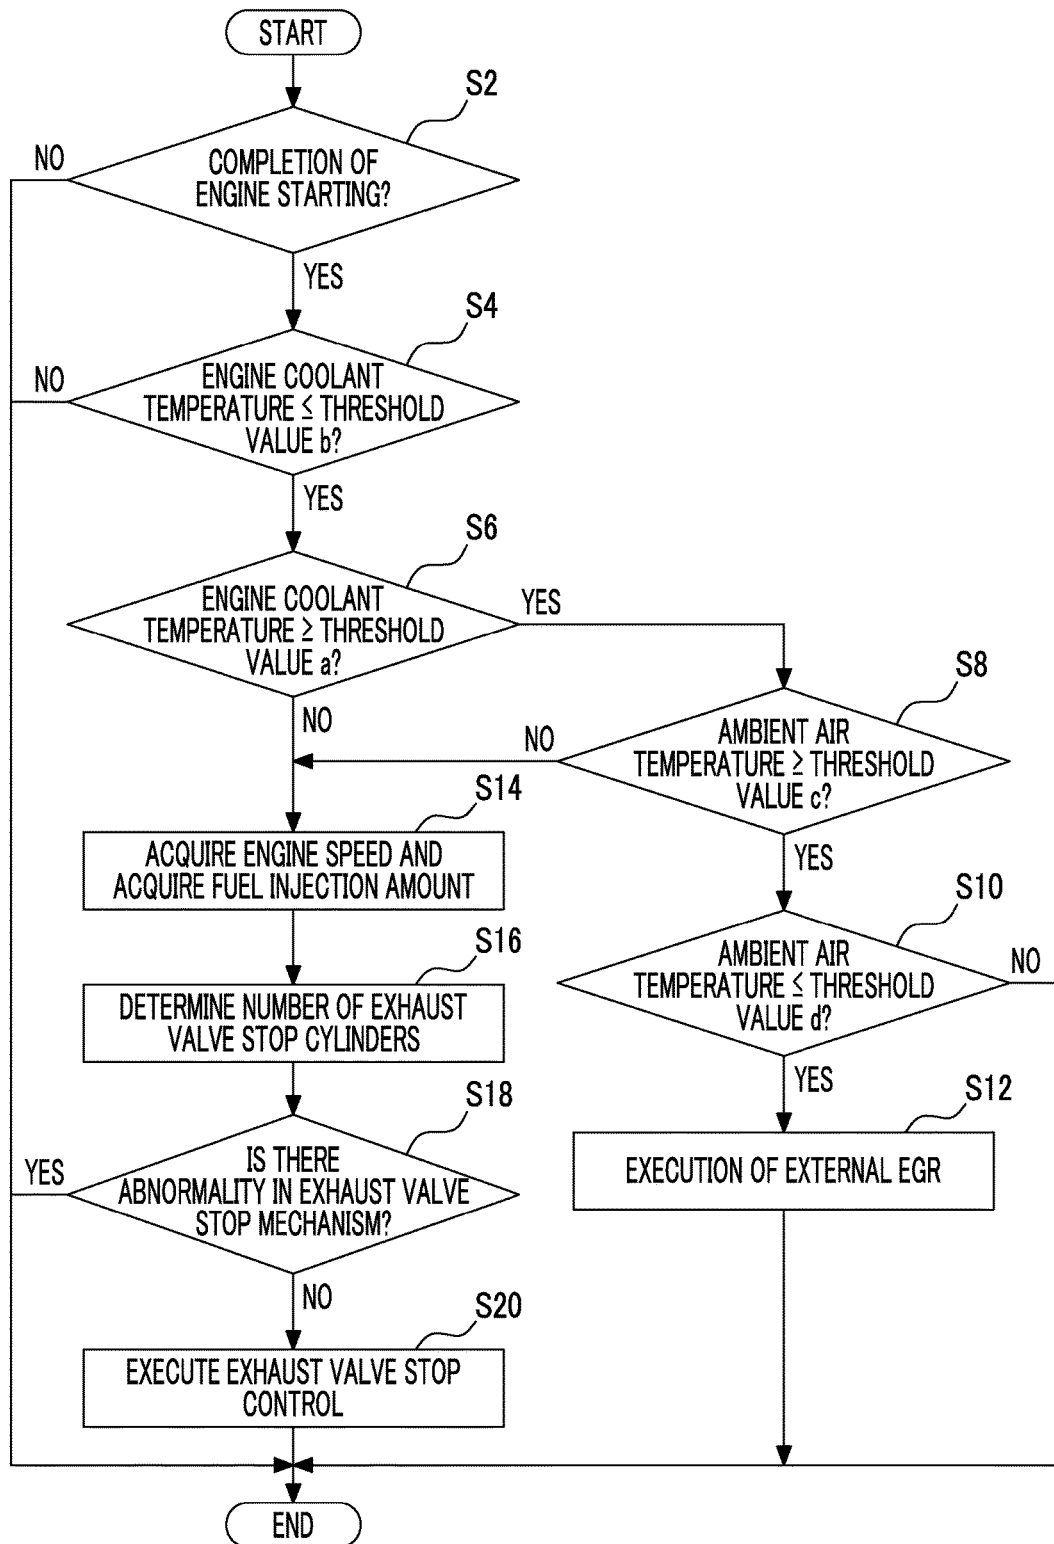 START
S2
NO
COMPLETION OF
ENGINE STARTING?
YES
S4
NO
ENGINE COOLANT
TEMPERATURE ≤ THRESHOLD
VALUE b?
YES
S6
ENGINE COOLANT
TEMPERATURE ≥ THRESHOLD
VALUE a?
YES
NO
S8
NO
AMBIENT AIR
TEMPERATURE ≥ THRESHOLD
VALUE c?
YES
S14
ACQUIRE ENGINE SPEED AND
ACQUIRE FUEL INJECTION AMOUNT
S10
AMBIENT AIR
TEMPERATURE ≤ THRESHOLD
VALUE d?
NO
YES
S16
DETERMINE NUMBER OF EXHAUST
VALVE STOP CYLINDERS
S12
EXECUTION OF EXTERNAL EGR
S18
YES
IS THERE
ABNORMALITY IN EXHAUST VALVE
STOP MECHANISM?
NO
S20
EXECUTE EXHAUST VALVE STOP
CONTROL
END